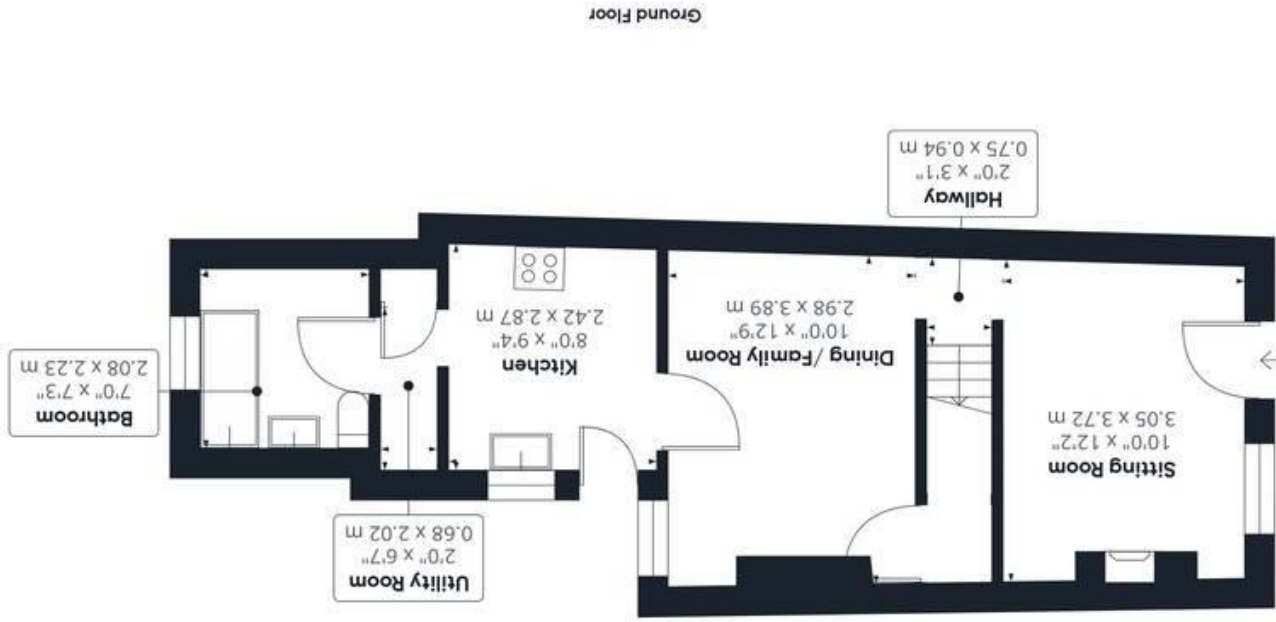 Utility Room
2'0" x 6'7"
0.68 x 2.02 m
Sitting Room
10'0" x 12'2"
3.05 x 3.72 m
Bathroom
7'0" x 7'3"
2.08 x 2.23 m
Dining/Family Room
10'0" x 12'9"
2.98 x 3.89 m
Kitchen
8'0" x 9'4"
2.42 x 2.87 m
Hallway
2'0" x 3'1"
0.75 x 0.94 m
Ground Floor